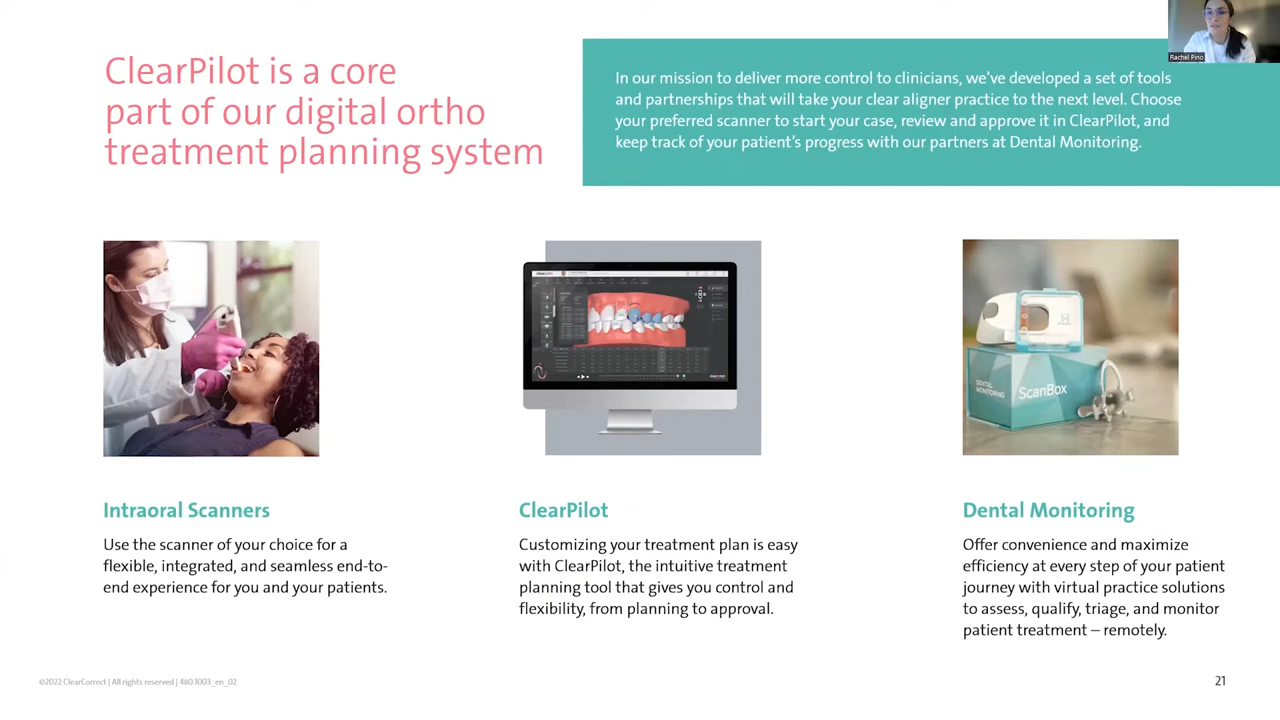 ClearPilot is a core
part of our digital ortho
treatment planning system
In our mission to deliver more control to clinicians, we've developed a set of tools
and partnerships that will take your clear aligner practice to the next level. Choose
your preferred scanner to start your case, review and approve it in ClearPilot, and
keep track of your patient's progress with our partners at Dental Monitoring.
Rachel Pino
DENTAL
MONITORING
ScanBox
Intraoral Scanners
Use the scanner of your choice for a
flexible, integrated, and seamless end-to-
end experience for you and your patients.
ClearPilot
Customizing your treatment plan is easy
with ClearPilot, the intuitive treatment
planning tool that gives you control and
flexibility, from planning to approval.
Dental Monitoring
Offer convenience and maximize
efficiency at every step of your patient
journey with virtual practice solutions
to assess, qualify, triage, and monitor
patient treatment – remotely.
©2022 ClearCorrect | All rights reserved | 480.1003_en_02
21